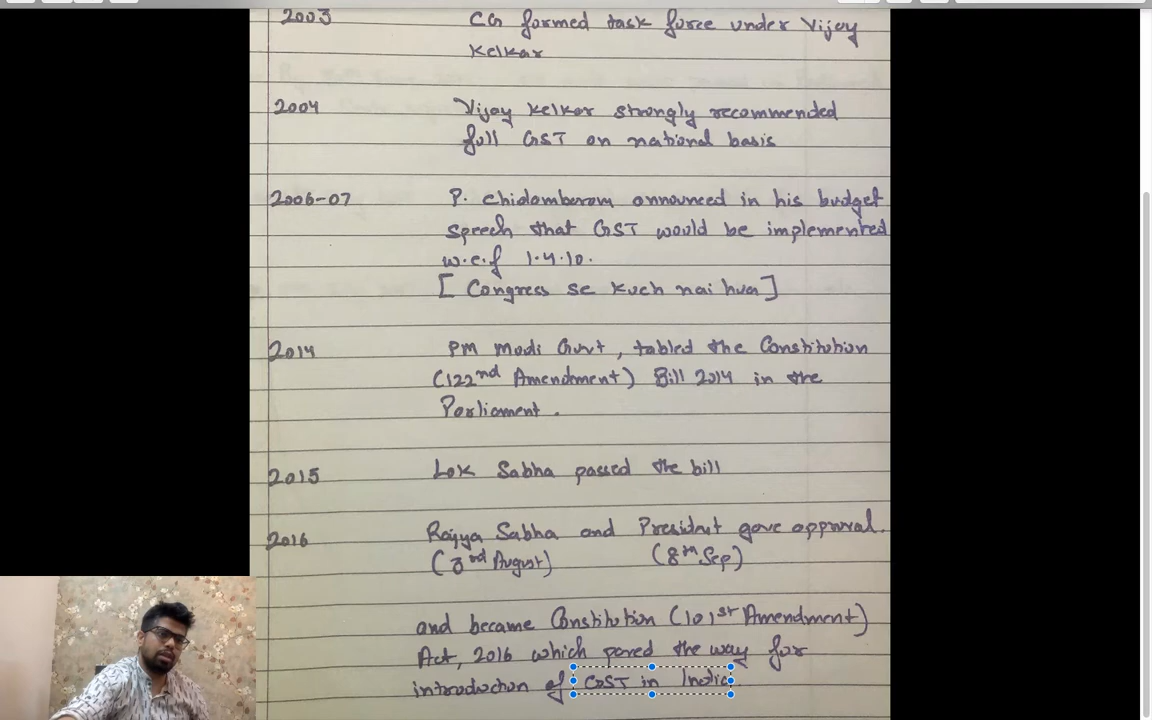 2003 CG formed task force under Vijay
Kelkar
2004 Vijay Kelkar strongly recommended
full GST on national basis
2006-07 P. Chidambaram announced in his budget
speech that GST would be implemented
w.e.f 1.4.10.
[ Congress se kuch nai hua ]
2014 PM Modi Govt, tabled the Constitution
(122nd Amendment) Bill 2014 in the
Parliament.
2015 Lok Sabha passed the bill
2016 Rajya Sabha and President gave approval.
(3rd August) (8th Sep)
and became Constitution (101st Amendment)
Act, 2016 which paved the way for
introduction of GST in India.